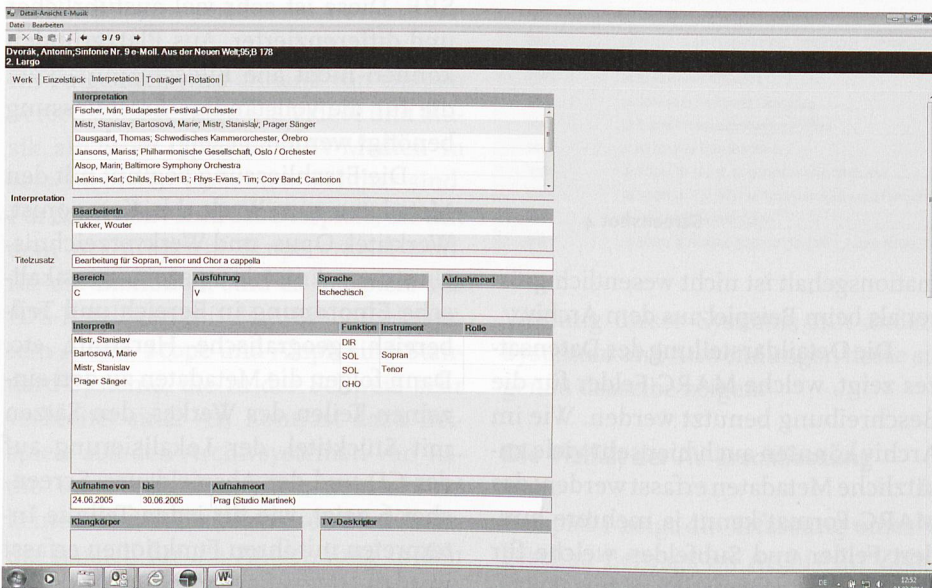 Detail-Ansicht E-Musik
Datei Bearbeiten
9 / 9
Dvorák, Antonín;Sinfonie Nr. 9 e-Moll. Aus der Neuen Welt;95;B 178
2. Largo
Werk Einzelstück Interpretation Tonträger Rotation
Interpretation
Fischer, Iván; Budapester Festival-Orchester
Mistr, Stanislav; Bartosová, Marie; Mistr, Stanislav; Prager Sänger
Dausgaard, Thomas; Schwedisches Kammerorchester, Örebro
Jansons, Mariss; Philharmonische Gesellschaft, Oslo / Orchester
Alsop, Marin; Baltimore Symphony Orchestra
Jenkins, Karl; Childs, Robert B.; Rhys-Evans, Tim; Cory Band; Cantorion
Interpretation
BearbeiterIn
Tukker, Wouter
Titelzusatz Bearbeitung für Sopran, Tenor und Chor a cappella
Bereich Ausführung Sprache Aufnahmeart
C V tschechisch
InterpretIn Funktion Instrument Rolle
Mistr, Stanislav DIR
Bartosová, Marie SOL Sopran
Mistr, Stanislav SOL Tenor
Prager Sänger CHO
Aufnahme von bis Aufnahmeort
24.06.2005 30.06.2005 Prag (Studio Martinek)
Klangkörper TV-Deskriptor
DE